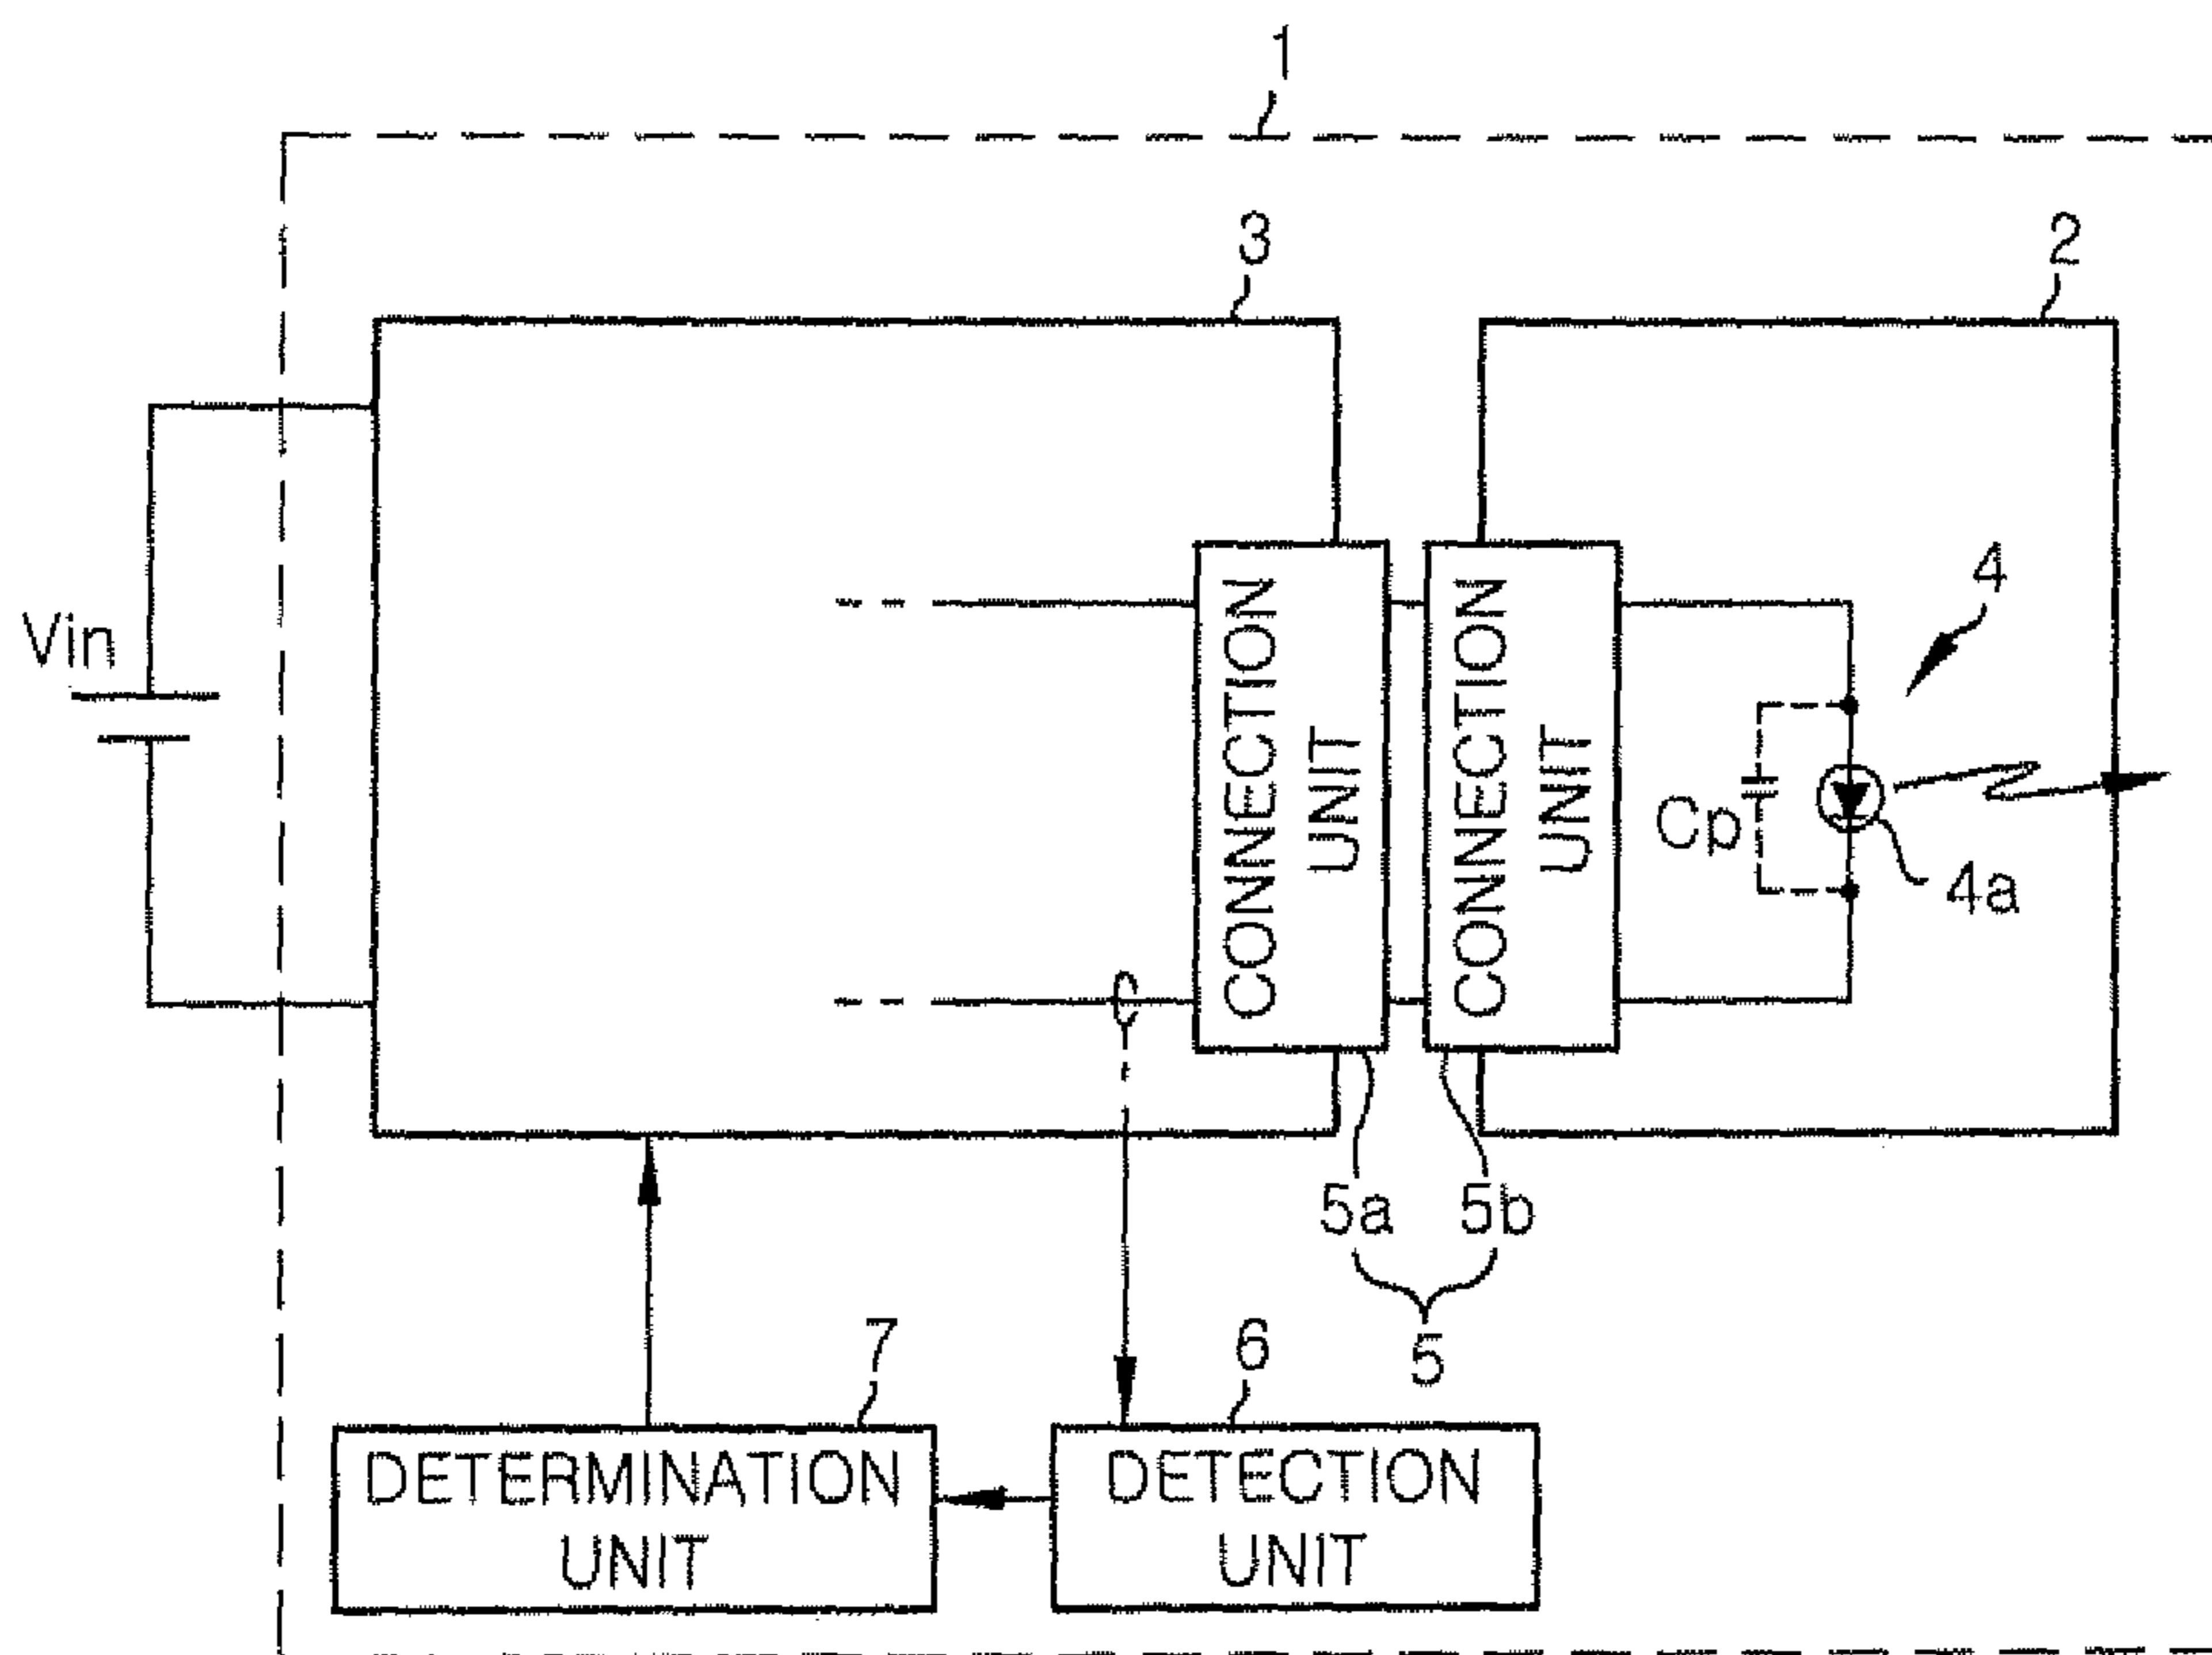 1
3
2
Vin
CONNECTION
UNIT
CONNECTION
UNIT
4
Cp
4a
5a
5b
5
7
6
DETERMINATION
UNIT
DETECTION
UNIT